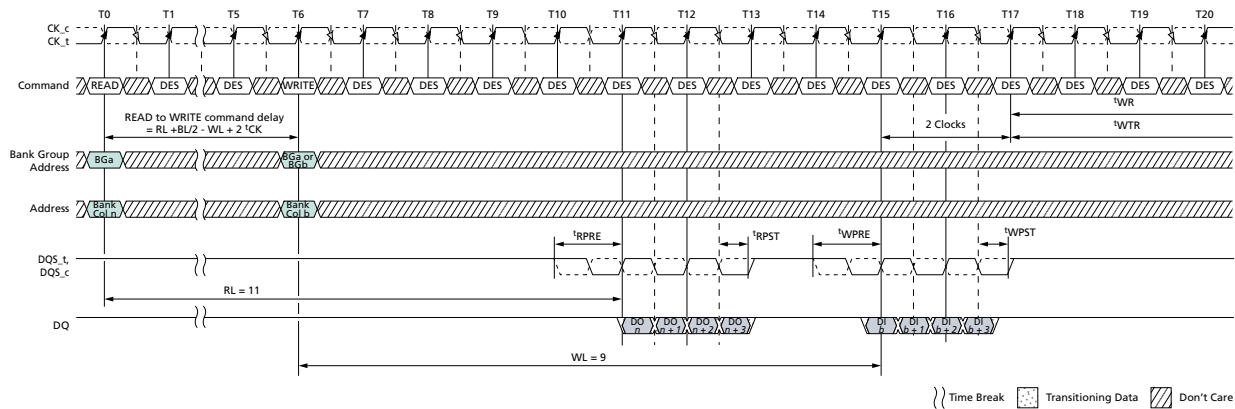 T0 T1 T5 T6 T7 T8 T9 T10 T11 T12 T13 T14 T15 T16 T17 T18 T19 T20
CK_c
CK_t
Command READ DES DES WRITE DES DES DES DES DES DES DES DES DES DES DES DES DES DES
tWR
READ to WRITE command delay
= RL +BL/2 - WL + 2 tCK
2 Clocks
tWTR
Bank Group
Address
BGa
BGa or
BGb
Address
Bank
Col n
Bank
Col b
tRPRE tRPST tWPRE tWPST
DQS_t,
DQS_c
RL = 11
DQ
DO
n
DO
n + 1
DO
n + 2
DO
n + 3
DI
b
DI
b + 1
DI
b + 2
DI
b + 3
WL = 9
Time Break Transitioning Data Don't Care